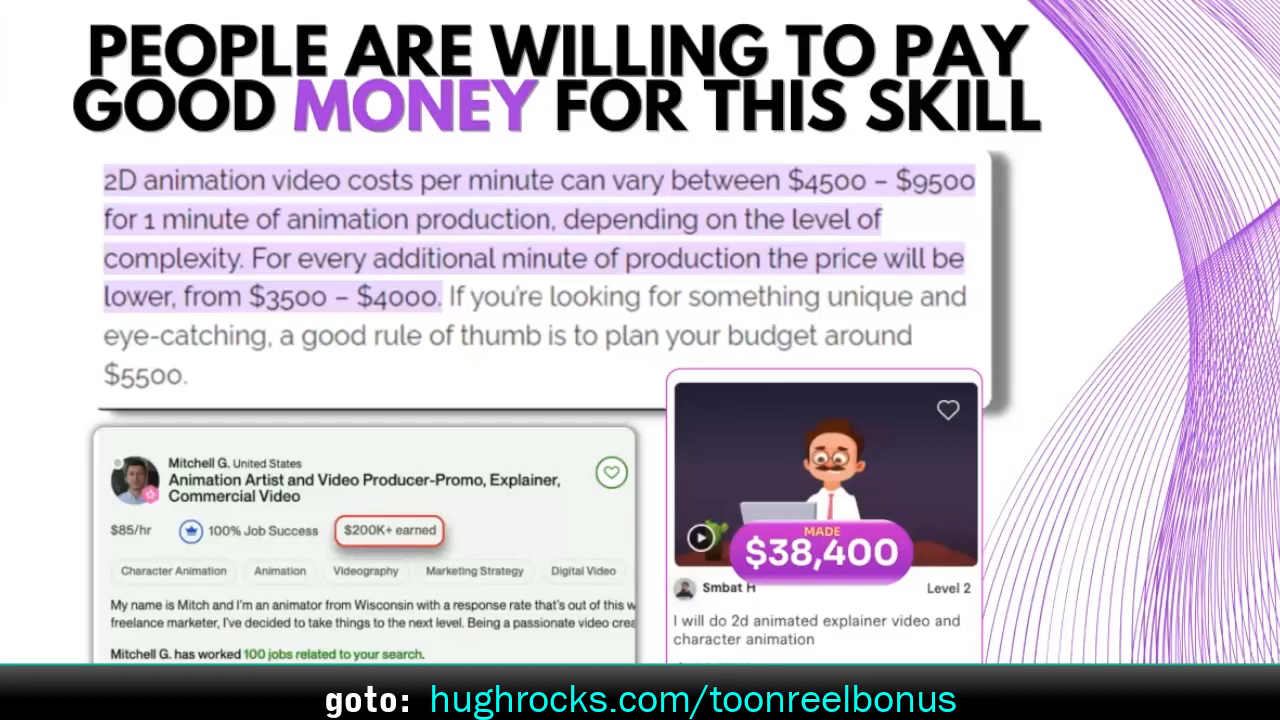 PEOPLE ARE WILLING TO PAY
GOOD MONEY FOR THIS SKILL
2D animation video costs per minute can vary between $4500 – $9500
for 1 minute of animation production, depending on the level of
complexity. For every additional minute of production the price will be
lower, from $3500 – $4000. If you're looking for something unique and
eye-catching, a good rule of thumb is to plan your budget around
$5500.
Mitchell G. United States
Animation Artist and Video Producer-Promo, Explainer,
Commercial Video
$85/hr 100% Job Success $200K+ earned
Character Animation Animation Videography Marketing Strategy Digital Video
My name is Mitch and I'm an animator from Wisconsin with a response rate that's out of this w
freelance marketer, I've decided to take things to the next level. Being a passionate video crea
Mitchell G. has worked 100 jobs related to your search.
MADE
$38,400
Smbat H Level 2
I will do 2d animated explainer video and
character animation
goto: hughrocks.com/toonreelbonus